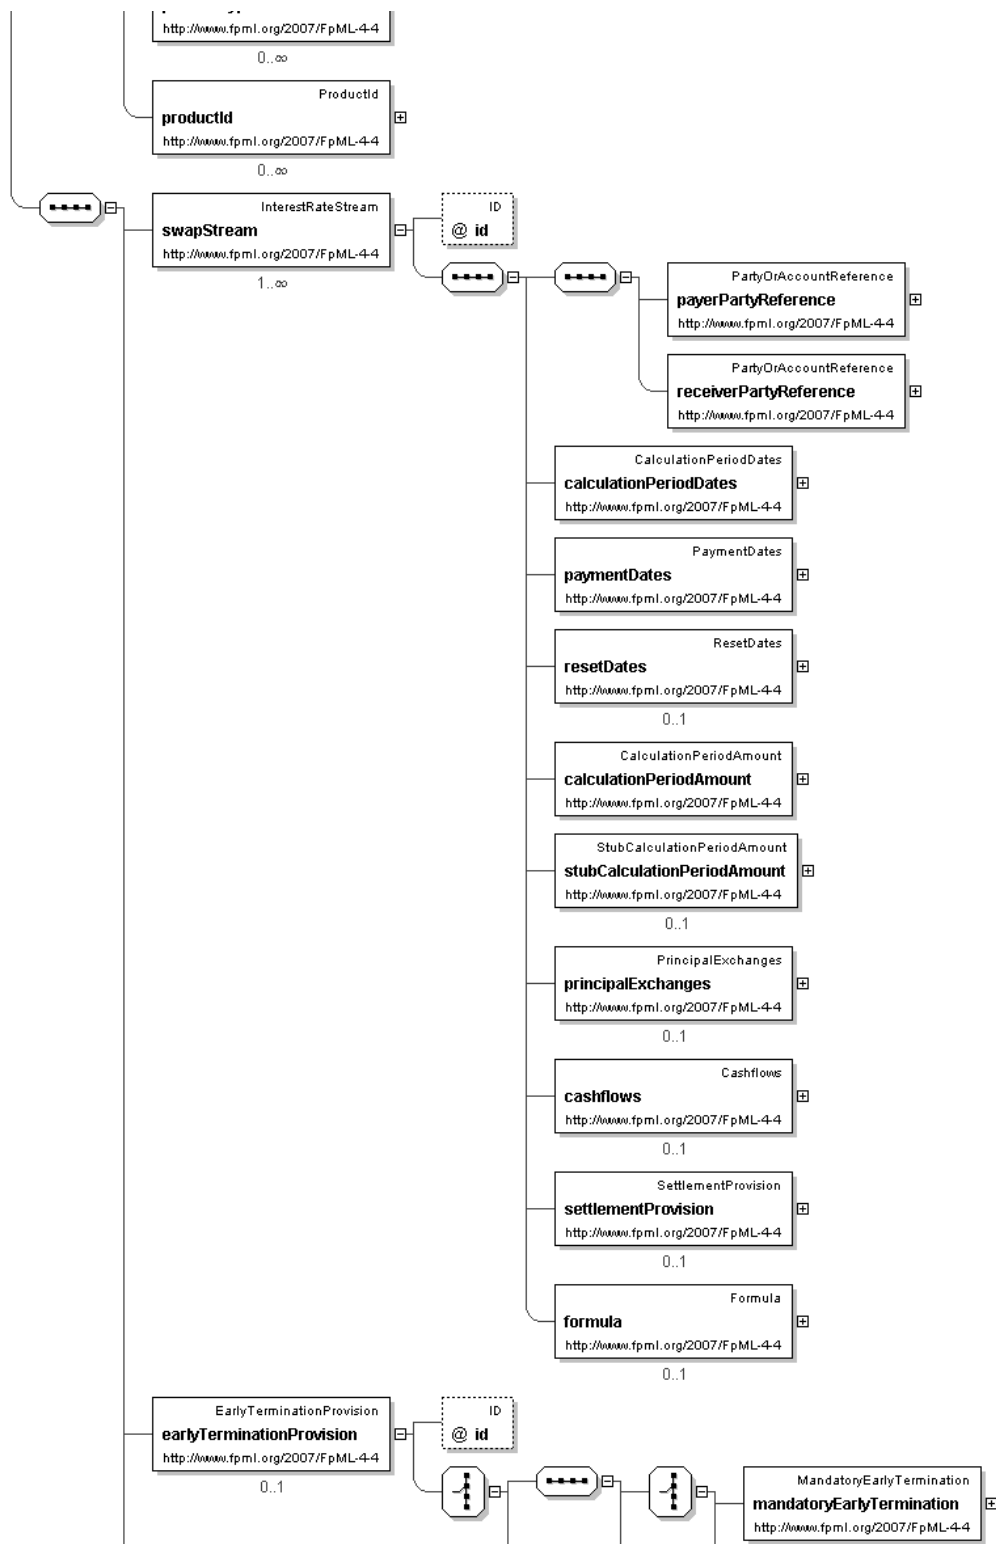 http://www.fpml.org/2007/FpML-4-4
0..∞
ProductId
productId
http://www.fpml.org/2007/FpML-4-4
0..∞
InterestRateStream
swapStream
http://www.fpml.org/2007/FpML-4-4
1..∞
ID
@ id
PartyOrAccountReference
payerPartyReference
http://www.fpml.org/2007/FpML-4-4
PartyOrAccountReference
receiverPartyReference
http://www.fpml.org/2007/FpML-4-4
CalculationPeriodDates
calculationPeriodDates
http://www.fpml.org/2007/FpML-4-4
PaymentDates
paymentDates
http://www.fpml.org/2007/FpML-4-4
ResetDates
resetDates
http://www.fpml.org/2007/FpML-4-4
0..1
CalculationPeriodAmount
calculationPeriodAmount
http://www.fpml.org/2007/FpML-4-4
StubCalculationPeriodAmount
stubCalculationPeriodAmount
http://www.fpml.org/2007/FpML-4-4
0..1
PrincipalExchanges
principalExchanges
http://www.fpml.org/2007/FpML-4-4
0..1
Cashflows
cashflows
http://www.fpml.org/2007/FpML-4-4
0..1
SettlementProvision
settlementProvision
http://www.fpml.org/2007/FpML-4-4
0..1
Formula
formula
http://www.fpml.org/2007/FpML-4-4
0..1
EarlyTerminationProvision
earlyTerminationProvision
http://www.fpml.org/2007/FpML-4-4
0..1
ID
@ id
MandatoryEarlyTermination
mandatoryEarlyTermination
http://www.fpml.org/2007/FpML-4-4